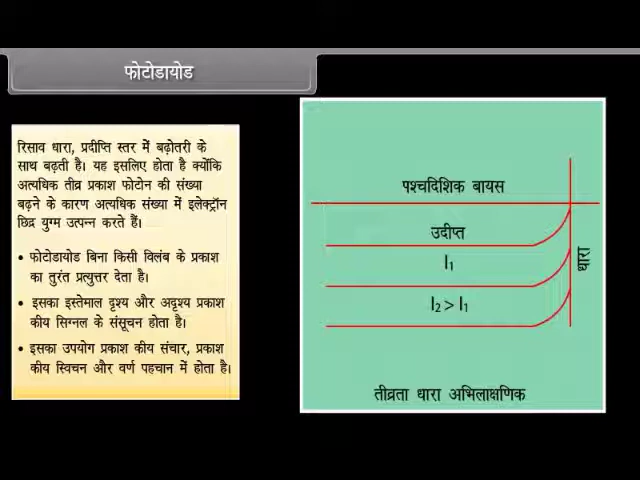 फोटोडायोड
रिसाव धारा, प्रदीप्ति स्तर में बढ़ोतरी के
साथ बढ़ती है। यह इसलिए होता है क्योंकि
अत्यधिक तीव्र प्रकाश फोटोन की संख्या
बढ़ने के कारण अत्यधिक संख्या में इलेक्ट्रॉन
छिद्र युग्म उत्पन्न करते हैं।
• फोटोडायोड बिना किसी विलंब के प्रकाश
का तुरंत प्रत्युत्तर देता है।
• इसका इस्तेमाल दृश्य और अदृश्य प्रकाश
कीय सिग्नल के संसूचन होता है।
• इसका उपयोग प्रकाश कीय संचार, प्रकाश
कीय स्विचन और वर्ण पहचान में होता है।
पश्चदिशिक बायस
उदीप्त
I₁
I₂ > I₁
धारा
तीव्रता धारा अभिलाक्षणिक